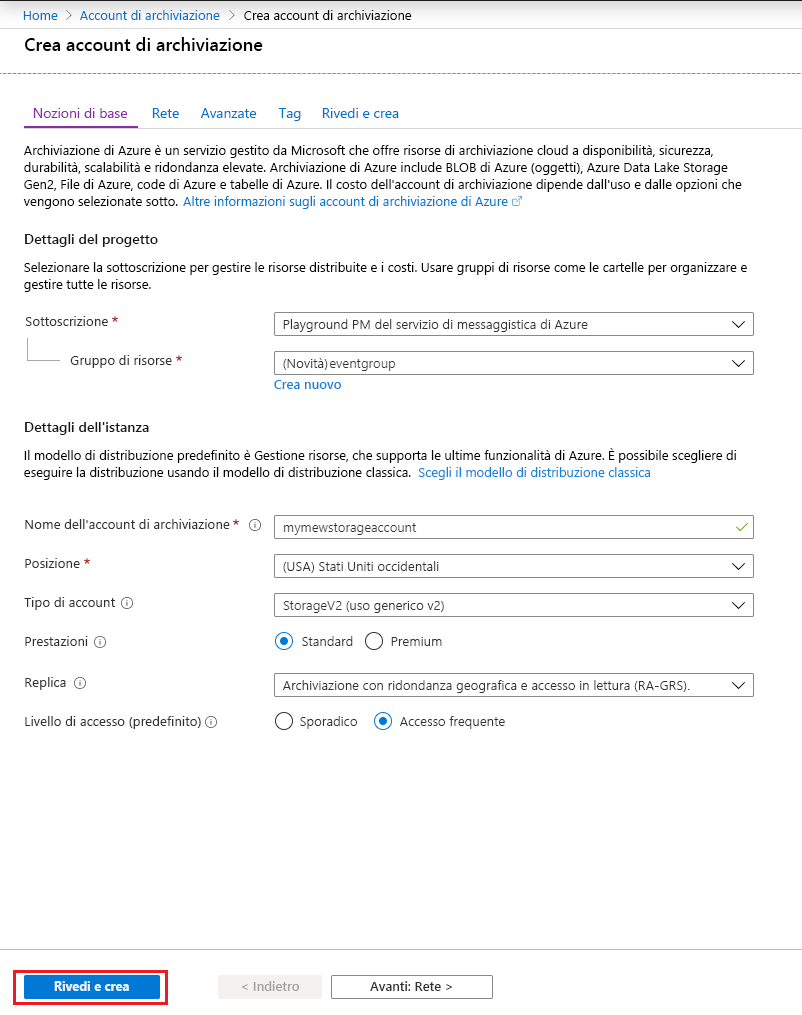 Home > Account di archiviazione > Crea account di archiviazione
Crea account di archiviazione
Nozioni di base Rete Avanzate Tag Rivedi e crea
Archiviazione di Azure è un servizio gestito da Microsoft che offre risorse di archiviazione cloud a disponibilità, sicurezza,
durabilità, scalabilità e ridondanza elevate. Archiviazione di Azure include BLOB di Azure (oggetti), Azure Data Lake Storage
Gen2, File di Azure, code di Azure e tabelle di Azure. Il costo dell'account di archiviazione dipende dall'uso e dalle opzioni che
vengono selezionate sotto. Altre informazioni sugli account di archiviazione di Azure
Dettagli del progetto
Selezionare la sottoscrizione per gestire le risorse distribuite e i costi. Usare gruppi di risorse come le cartelle per organizzare e
gestire tutte le risorse.
Sottoscrizione * Playground PM del servizio di messaggistica di Azure
Gruppo di risorse * (Novità)eventgroup
Crea nuovo
Dettagli dell'istanza
Il modello di distribuzione predefinito è Gestione risorse, che supporta le ultime funzionalità di Azure. È possibile scegliere di
eseguire la distribuzione usando il modello di distribuzione classica. Scegli il modello di distribuzione classica
Nome dell'account di archiviazione * mymewstorageaccount
Posizione * (USA) Stati Uniti occidentali
Tipo di account StorageV2 (uso generico v2)
Prestazioni Standard Premium
Replica Archiviazione con ridondanza geografica e accesso in lettura (RA-GRS).
Livello di accesso (predefinito) Sporadico Accesso frequente
Rivedi e crea < Indietro Avanti: Rete >